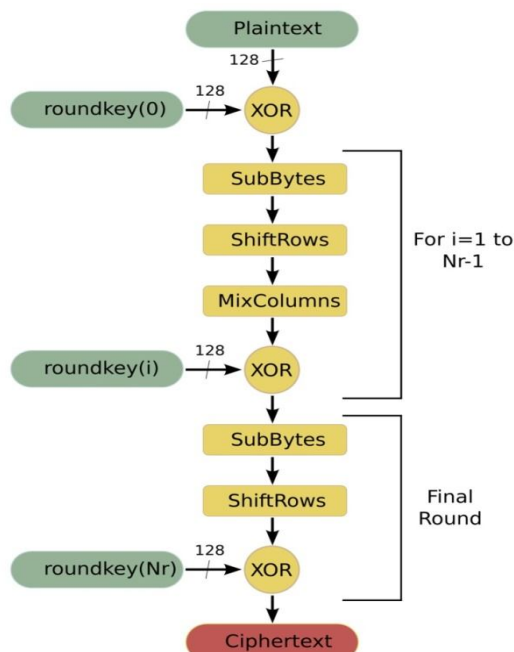 Plaintext
128
128
roundkey(0)
XOR
SubBytes
ShiftRows
For i=1 to
Nr-1
MixColumns
128
roundkey(i)
XOR
SubBytes
ShiftRows
Final
Round
128
roundkey(Nr)
XOR
Ciphertext